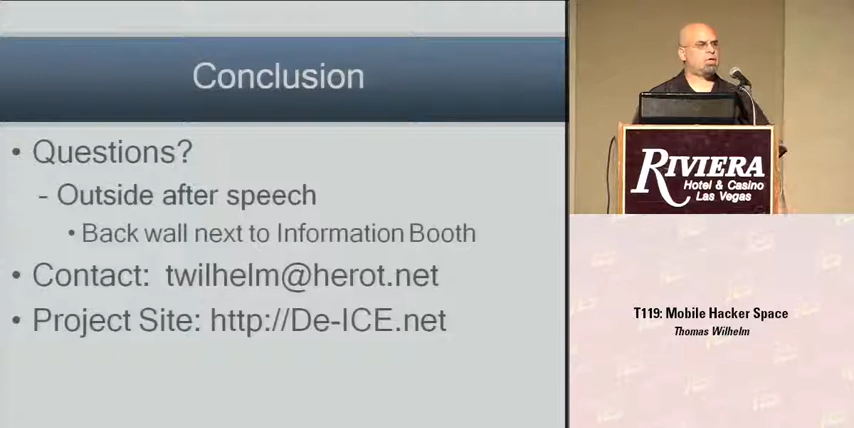 Conclusion
• Questions?
- Outside after speech
• Back wall next to Information Booth
• Contact: twilhelm@herot.net
• Project Site: http://De-ICE.net
RIVIERA
Hotel & Casino
Las Vegas
T119: Mobile Hacker Space
Thomas Wilhelm